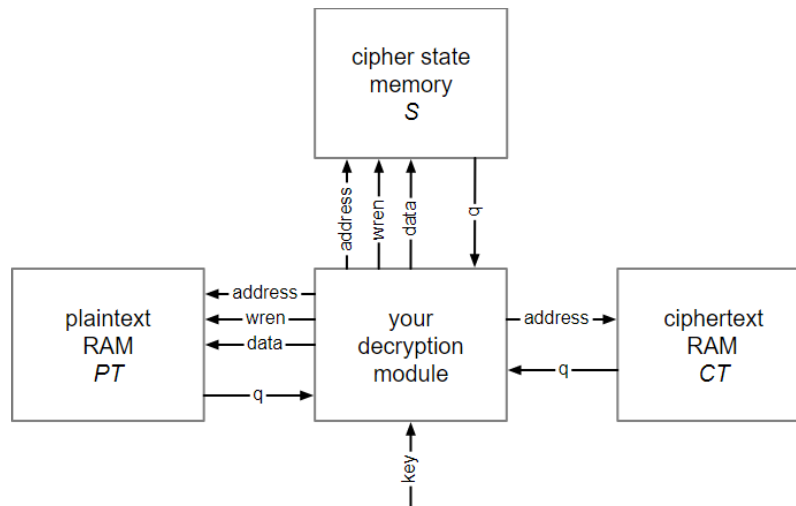 cipher state
memory
S
address
wren
data
q
address
wren
data
q
plaintext
RAM
PT
your
decryption
module
address
q
ciphertext
RAM
CT
key